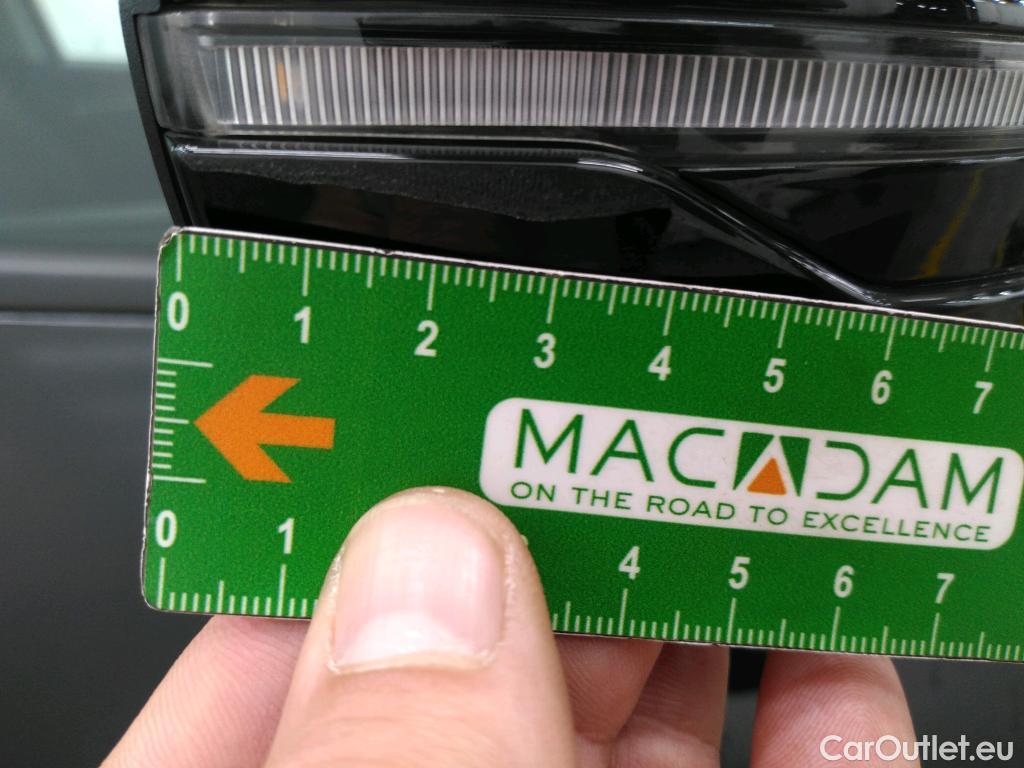 0 1 2 3 4 5 6 7
MACADAM
ON THE ROAD TO EXCELLENCE
0 1 4 5 6 7
CarOutlet.eu